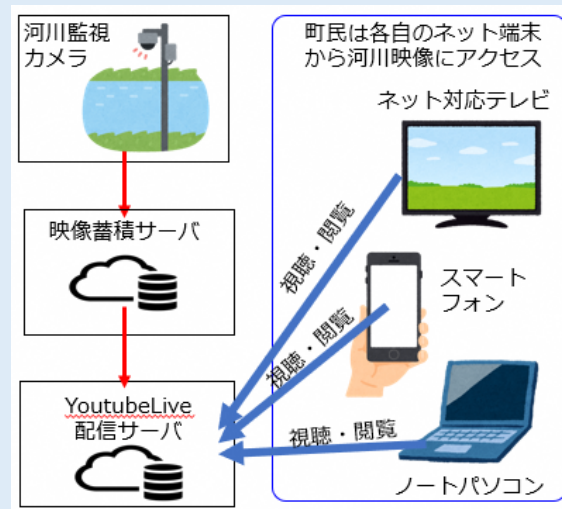 河川監視
カメラ
映像蓄積サーバ
YoutubeLive
配信サーバ
町民は各自のネット端末
から河川映像にアクセス
ネット対応テレビ
視聴・閲覧
スマート
フォン
視聴・閲覧
視聴・閲覧
ノートパソコン